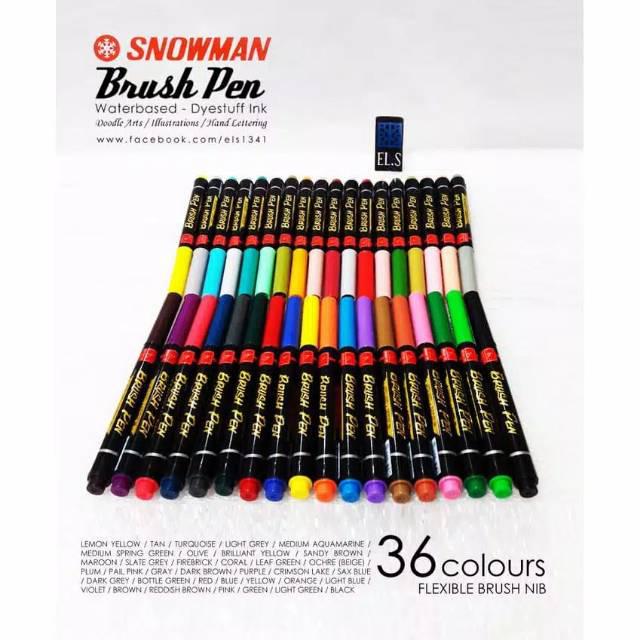 SNOWMAN
Brush Pen
Waterbased - Dyestuff Ink
Doodle Arts / Illustrations / Hand Lettering
www.facebook.com/els1341
EL.S
BRUSH PEN
LEMON YELLOW / TAN / TURQUOISE / LIGHT GREY / MEDIUM AQUAMARINE /
MEDIUM SPRING GREEN / OLIVE / BRILLIANT YELLOW / SANDY BROWN /
MAROON / SLATE GREY / FIREBRICK / CORAL / LEAF GREEN / OCHRE (BEIGE) /
PLUM / PAIL PINK / GRAY / DARK BROWN / PURPLE / CRIMSON LAKE / SAX BLUE
/ DARK GREY / BOTTLE GREEN / RED / BLUE / YELLOW / ORANGE / LIGHT BLUE /
VIOLET / BROWN / REDDISH BROWN / PINK / GREEN / LIGHT GREEN / BLACK
36 colours
FLEXIBLE BRUSH NIB